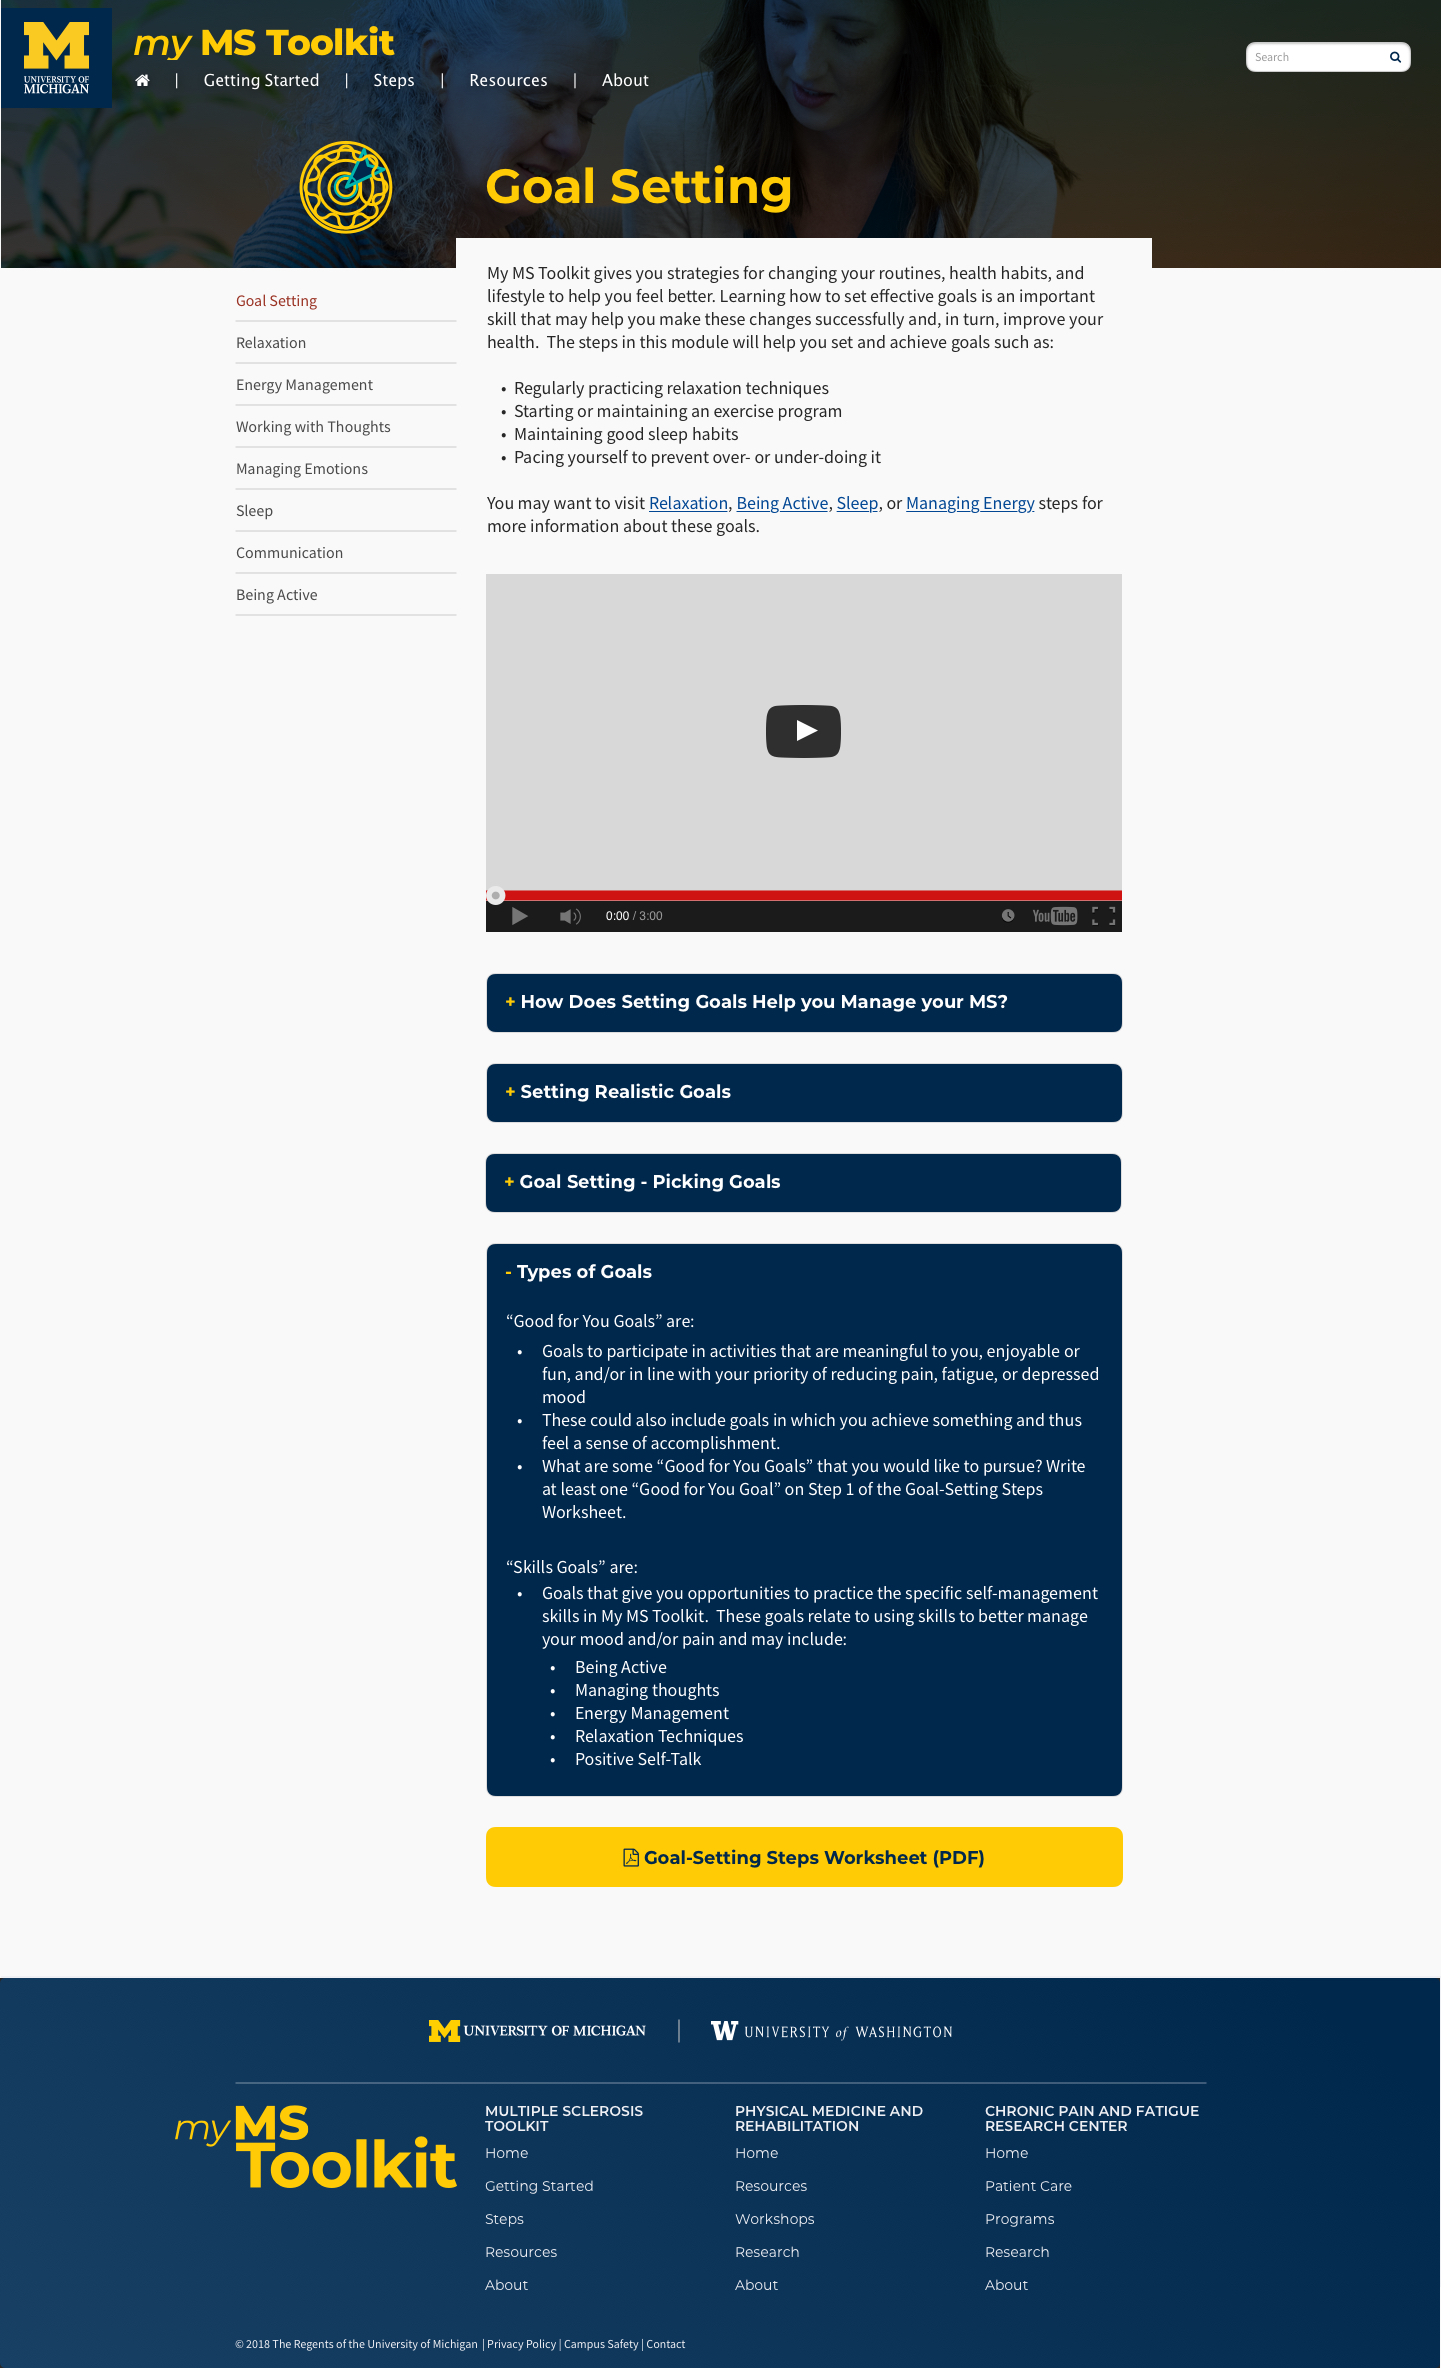 M
UNIVERSITY OF
MICHIGAN
my MS Toolkit
| Getting Started | Steps | Resources | About
Search
Goal Setting
Goal Setting
Relaxation
Energy Management
Working with Thoughts
Managing Emotions
Sleep
Communication
Being Active
My MS Toolkit gives you strategies for changing your routines, health habits, and
lifestyle to help you feel better. Learning how to set effective goals is an important
skill that may help you make these changes successfully and, in turn, improve your
health.  The steps in this module will help you set and achieve goals such as:
• Regularly practicing relaxation techniques
• Starting or maintaining an exercise program
• Maintaining good sleep habits
• Pacing yourself to prevent over- or under-doing it
You may want to visit Relaxation, Being Active, Sleep, or Managing Energy steps for
more information about these goals.
0:00 / 3:00
YouTube
+ How Does Setting Goals Help you Manage your MS?
+ Setting Realistic Goals
+ Goal Setting - Picking Goals
- Types of Goals
“Good for You Goals” are:
• Goals to participate in activities that are meaningful to you, enjoyable or
fun, and/or in line with your priority of reducing pain, fatigue, or depressed
mood
• These could also include goals in which you achieve something and thus
feel a sense of accomplishment.
• What are some “Good for You Goals” that you would like to pursue? Write
at least one “Good for You Goal” on Step 1 of the Goal-Setting Steps
Worksheet.
“Skills Goals” are:
• Goals that give you opportunities to practice the specific self-management
skills in My MS Toolkit.  These goals relate to using skills to better manage
your mood and/or pain and may include:
• Being Active
• Managing thoughts
• Energy Management
• Relaxation Techniques
• Positive Self-Talk
Goal-Setting Steps Worksheet (PDF)
M UNIVERSITY OF MICHIGAN | W UNIVERSITY of WASHINGTON
my MS
Toolkit
MULTIPLE SCLEROSIS
TOOLKIT
Home
Getting Started
Steps
Resources
About
PHYSICAL MEDICINE AND
REHABILITATION
Home
Resources
Workshops
Research
About
CHRONIC PAIN AND FATIGUE
RESEARCH CENTER
Home
Patient Care
Programs
Research
About
© 2018 The Regents of the University of Michigan | Privacy Policy | Campus Safety | Contact